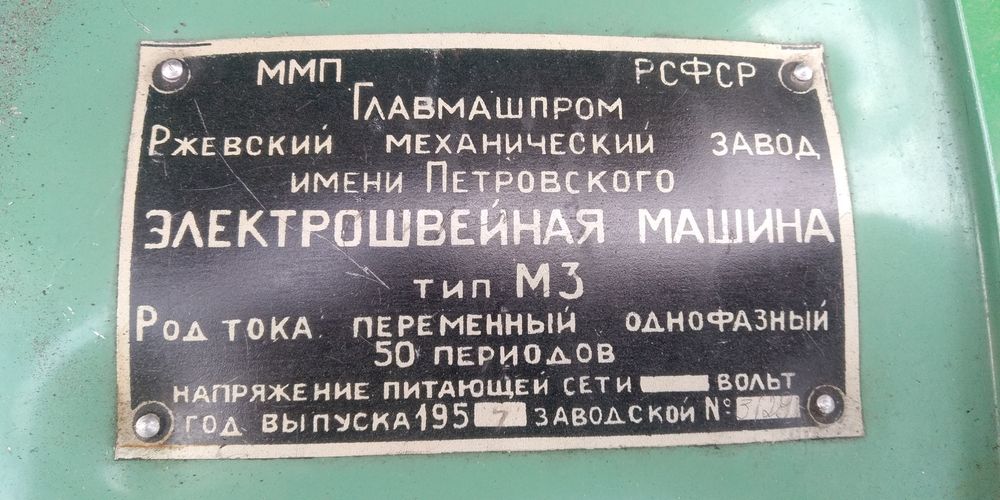 ММП РСФСР
Главмашпром
Ржевский механический завод
имени Петровского
ЭЛЕКТРОШВЕЙНАЯ МАШИНА
тип М3
Род тока переменный однофазный
50 периодов
напряжение питающей сети вольт
год выпуска 1957 заводской №